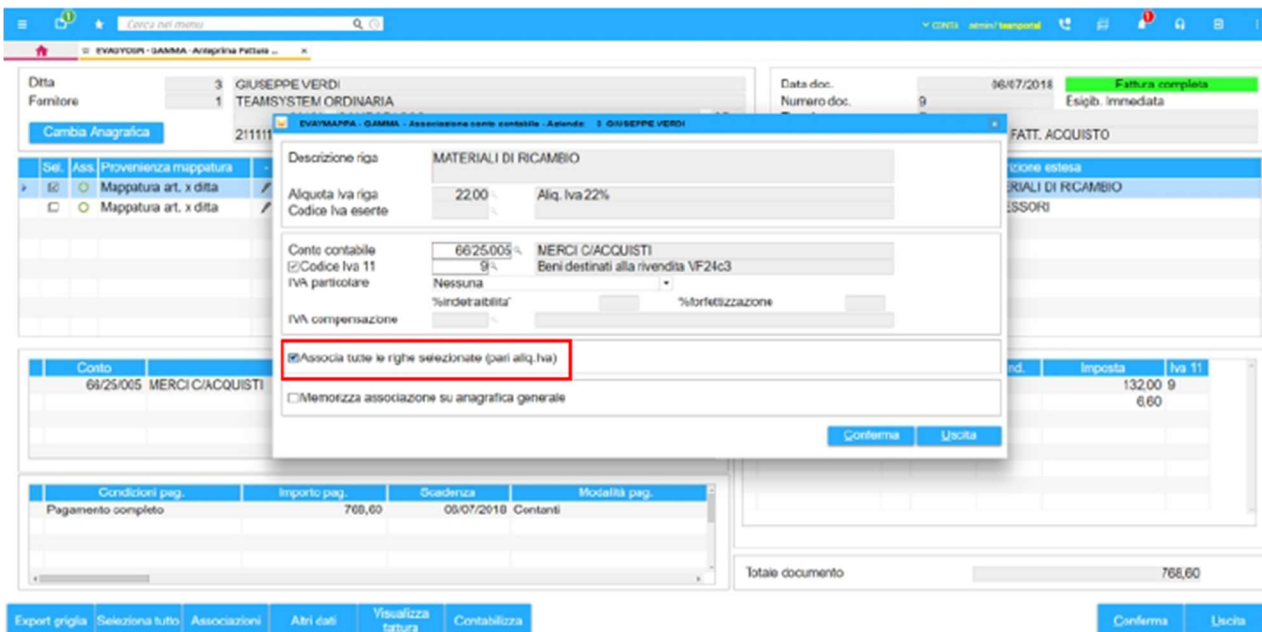 Cerca nel menu
CONTA admin/teamportal
1
EVAGYOUPI - GAMMA - Anteprima Fattura ... ×
Ditta 3 GIUSEPPE VERDI
Fornitore 1 TEAMSYSTEM ORDINARIA
Cambia Anagrafica
Data doc. 06/07/2018 Fattura completa
Numero doc. 9 Esigib. Immediata
FATT. ACQUISTO
EVAYMAPPA - GAMMA - Associazione conto contabile - Azienda: 3 GIUSEPPE VERDI
Descrizione riga MATERIALI DI RICAMBIO
Aliquota Iva riga 22,00 Aliq. Iva 22%
Codice Iva esente
Conto contabile 66/25/005 MERCI C/ACQUISTI
Codice Iva 11 9 Beni destinati alla rivendita VF24c3
IVA particolare Nessuna
%indetraibilita' %forfettizzazione
IVA compensazione
Associa tutte le righe selezionate (pari aliq.Iva)
Memorizza associazione su anagrafica generale
Conferma Uscita
Sel. Ass. Provenienza mappatura
Mappatura art. x ditta
Mappatura art. x ditta
zione estesa
ERIALI DI RICAMBIO
ESSORI
Conto
66/25/005 MERCI C/ACQUISTI
nd. Imposta Iva 11
132,00 9
6,60
Condizioni pag. Importo pag. Scadenza Modalità pag.
Pagamento completo 768,60 06/07/2018 Contanti
Totale documento 768,60
Export griglia Seleziona tutto Associazioni Altri dati Visualizza fattura Contabilizza Conferma Uscita